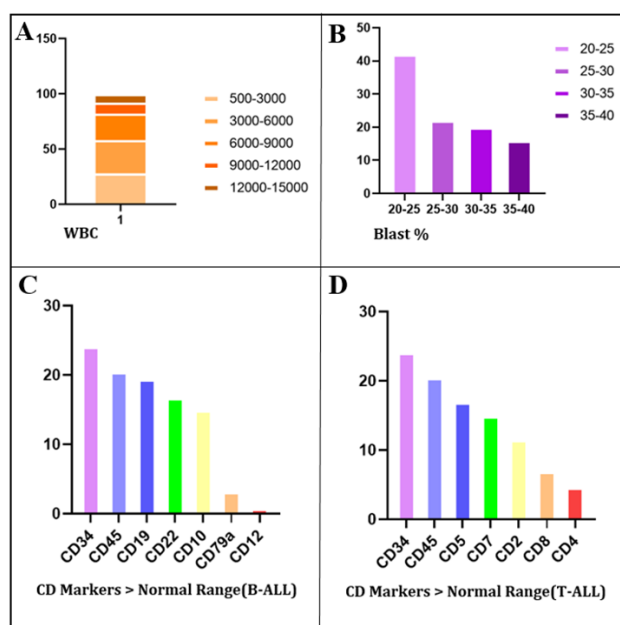 A
150
100
50
0
1
WBC
500-3000
3000-6000
6000-9000
9000-12000
12000-15000
B
50
40
30
20
10
0
20-25 25-30 30-35 35-40
Blast %
20-25
25-30
30-35
35-40
C
30
20
10
0
CD34 CD45 CD19 CD22 CD10 CD79a CD12
CD Markers > Normal Range(B-ALL)
D
30
20
10
0
CD34 CD45 CD5 CD7 CD2 CD8 CD4
CD Markers > Normal Range(T-ALL)